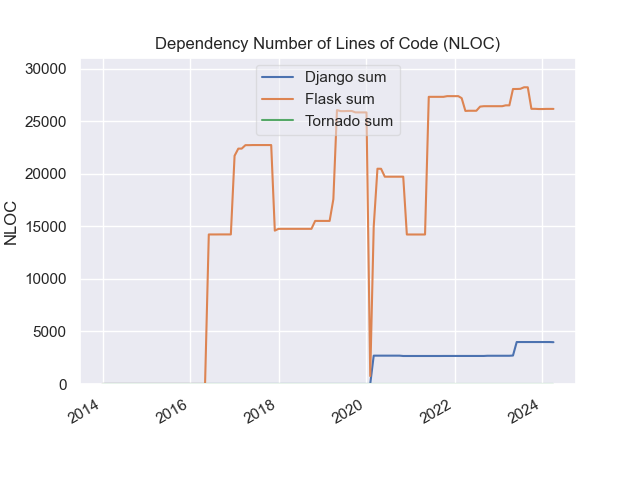 Dependency Number of Lines of Code (NLOC)
30000
25000
20000
15000
10000
5000
0
NLOC
Django sum
Flask sum
Tornado sum
2014
2016
2018
2020
2022
2024